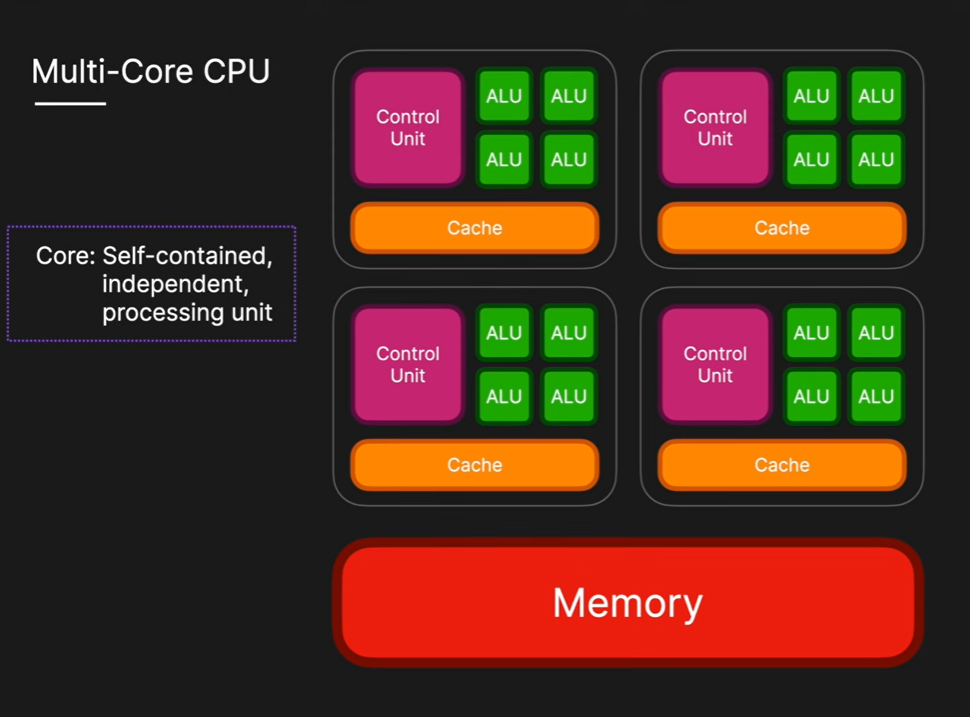 Multi-Core CPU
Core: Self-contained,
independent,
processing unit
Control
Unit
ALU
ALU
ALU
ALU
Cache
Control
Unit
ALU
ALU
ALU
ALU
Cache
Control
Unit
ALU
ALU
ALU
ALU
Cache
Control
Unit
ALU
ALU
ALU
ALU
Cache
Memory